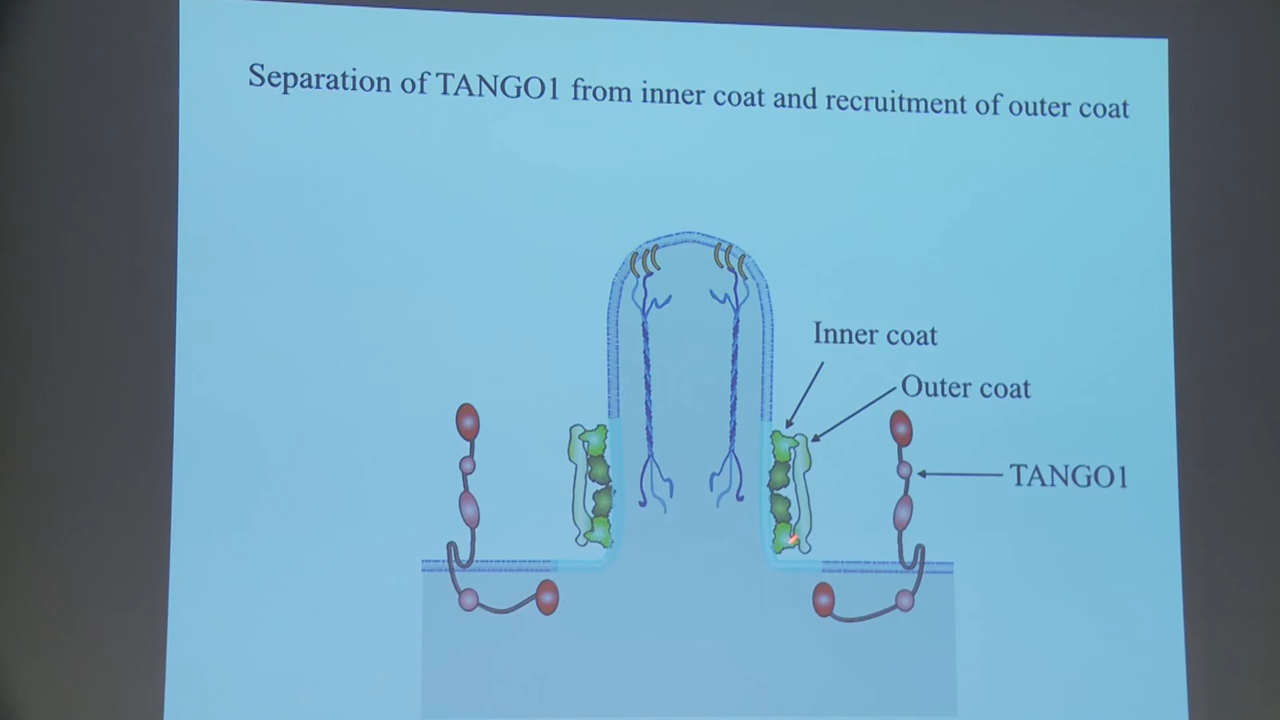 Separation of TANGO1 from inner coat and recruitment of outer coat
Inner coat
Outer coat
TANGO1